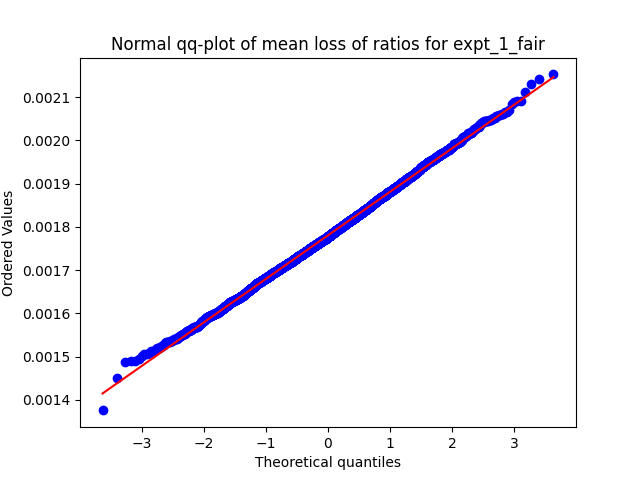 Normal qq-plot of mean loss of ratios for expt_1_fair
Ordered Values
0.0021
0.0020
0.0019
0.0018
0.0017
0.0016
0.0015
0.0014
−3 −2 −1 0 1 2 3
Theoretical quantiles